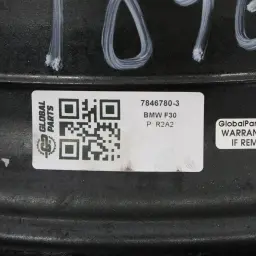 GLOBAL
PARTS
7846780-3
BMW F30
P R2A2
GlobalPar
WARRAN
IF REM